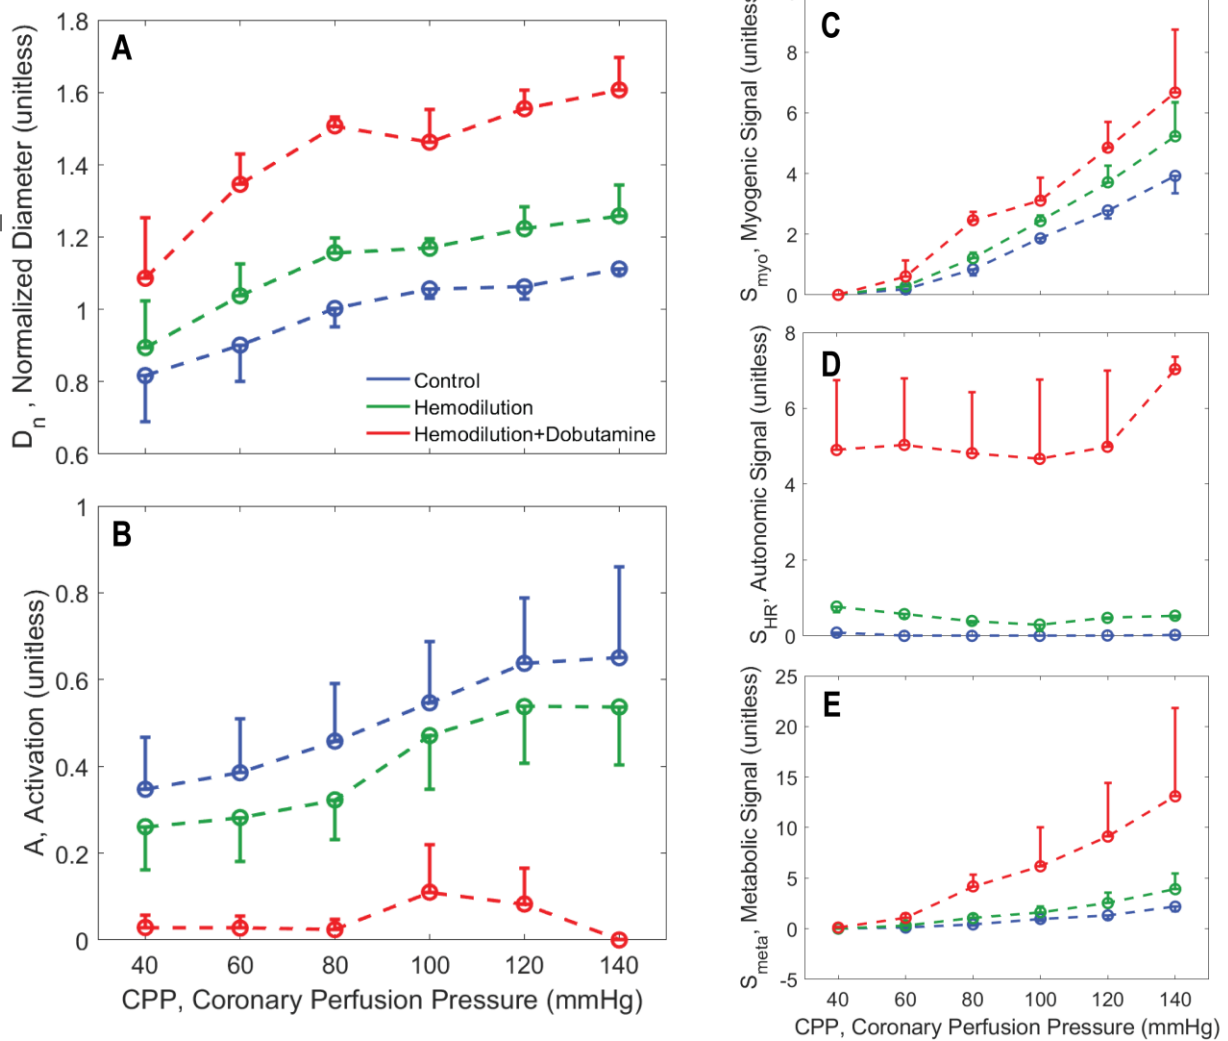 A
D_n , Normalized Diameter (unitless)
1.8
1.6
1.4
1.2
1
0.8
0.6
Control
Hemodilution
Hemodilution+Dobutamine
B
A, Activation (unitless)
1
0.8
0.6
0.4
0.2
0
40 60 80 100 120 140
CPP, Coronary Perfusion Pressure (mmHg)
C
S_myo, Myogenic Signal (unitless)
8
6
4
2
0
D
S_HR, Autonomic Signal (unitless)
8
6
4
2
0
E
S_meta, Metabolic Signal (unitless)
25
20
15
10
5
0
-5
40 60 80 100 120 140
CPP, Coronary Perfusion Pressure (mmHg)